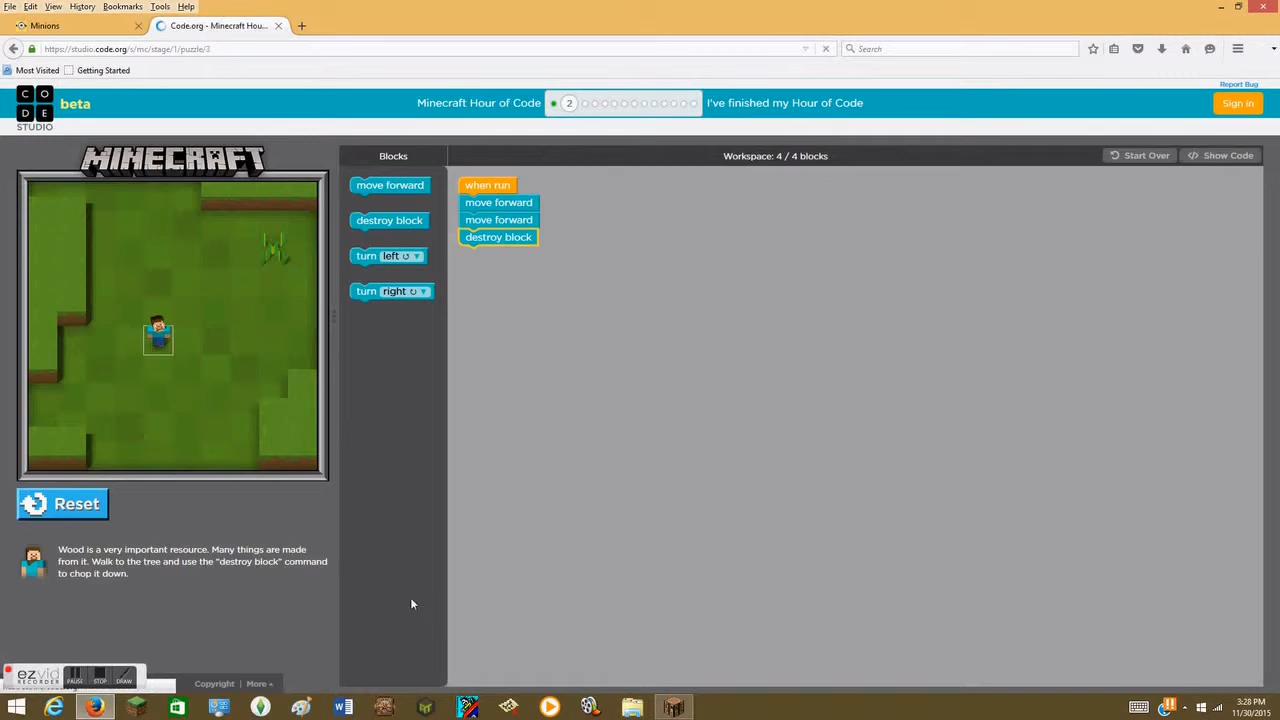 File Edit View History Bookmarks Tools Help
Minions
Code.org - Minecraft Hou...
https://studio.code.org/s/mc/stage/1/puzzle/3
Search
Most Visited Getting Started
Report Bug
C O D E
STUDIO
beta
Minecraft Hour of Code 2 I've finished my Hour of Code
Sign in
MINECRAFT
Blocks
Workspace: 4 / 4 blocks
Start Over
</> Show Code
move forward
destroy block
turn left
turn right
when run
move forward
move forward
destroy block
Reset
Wood is a very important resource. Many things are made
from it. Walk to the tree and use the "destroy block" command
to chop it down.
ezvid
RECORDER
PAUSE STOP DRAW
Copyright More
3:28 PM
11/30/2015